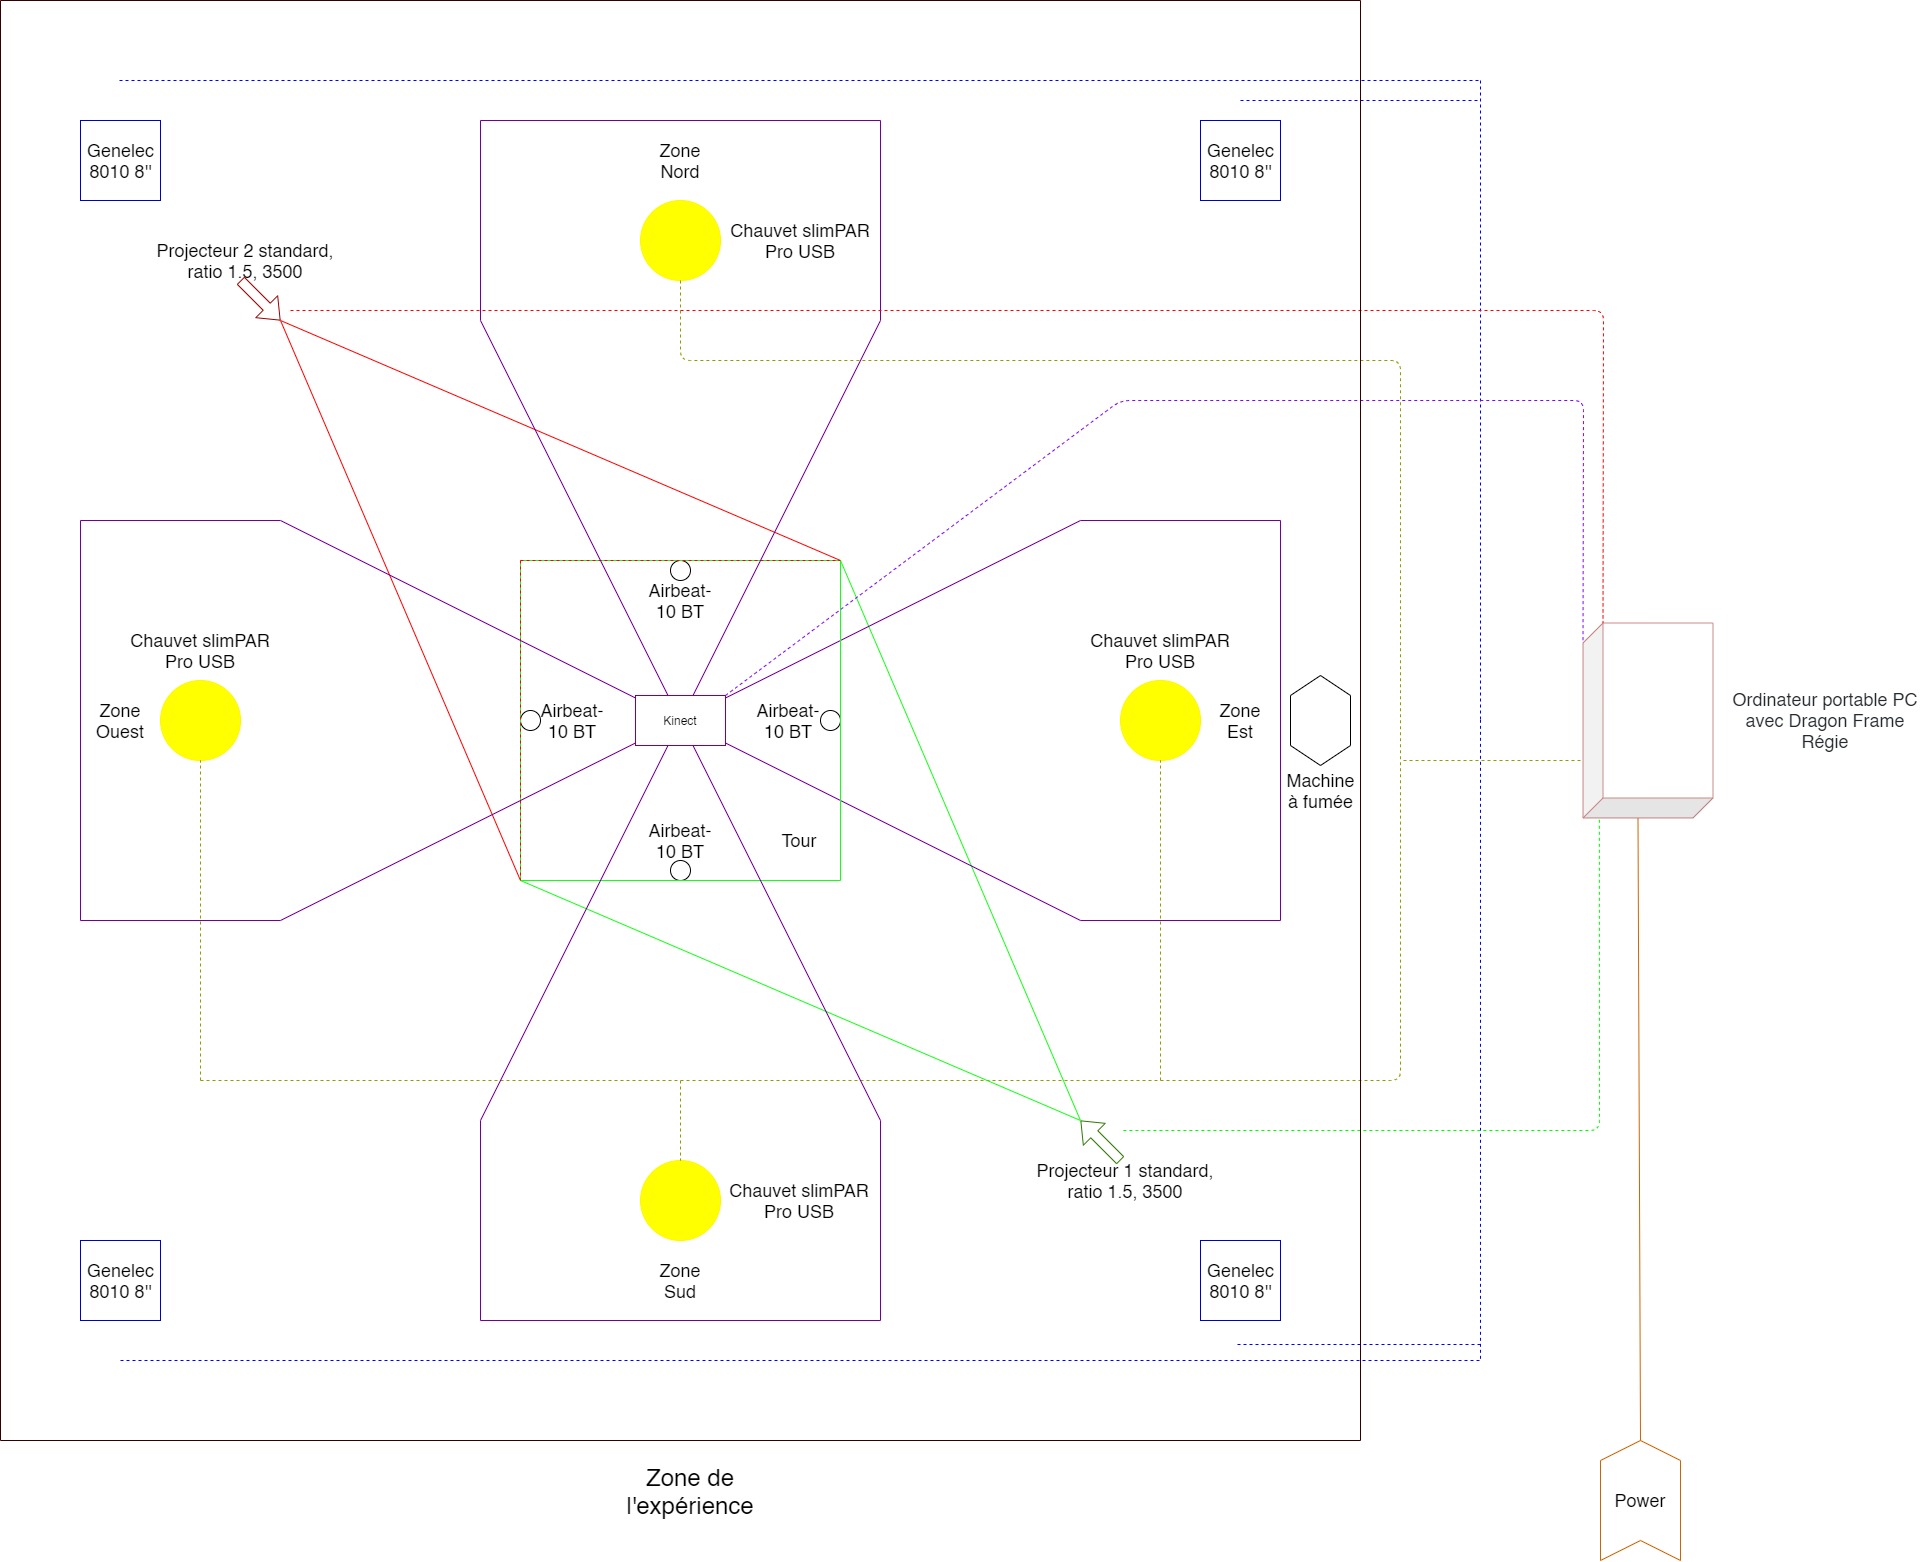 Genelec
8010 8"
Zone
Nord
Genelec
8010 8"
Chauvet slimPAR
Pro USB
Projecteur 2 standard,
ratio 1.5, 3500
Airbeat-
10 BT
Chauvet slimPAR
Pro USB
Zone
Ouest
Airbeat-
10 BT
Kinect
Airbeat-
10 BT
Chauvet slimPAR
Pro USB
Zone
Est
Machine
à fumée
Ordinateur portable PC
avec Dragon Frame
Régie
Airbeat-
10 BT
Tour
Projecteur 1 standard,
ratio 1.5, 3500
Chauvet slimPAR
Pro USB
Zone
Sud
Genelec
8010 8"
Genelec
8010 8"
Zone de
l'expérience
Power